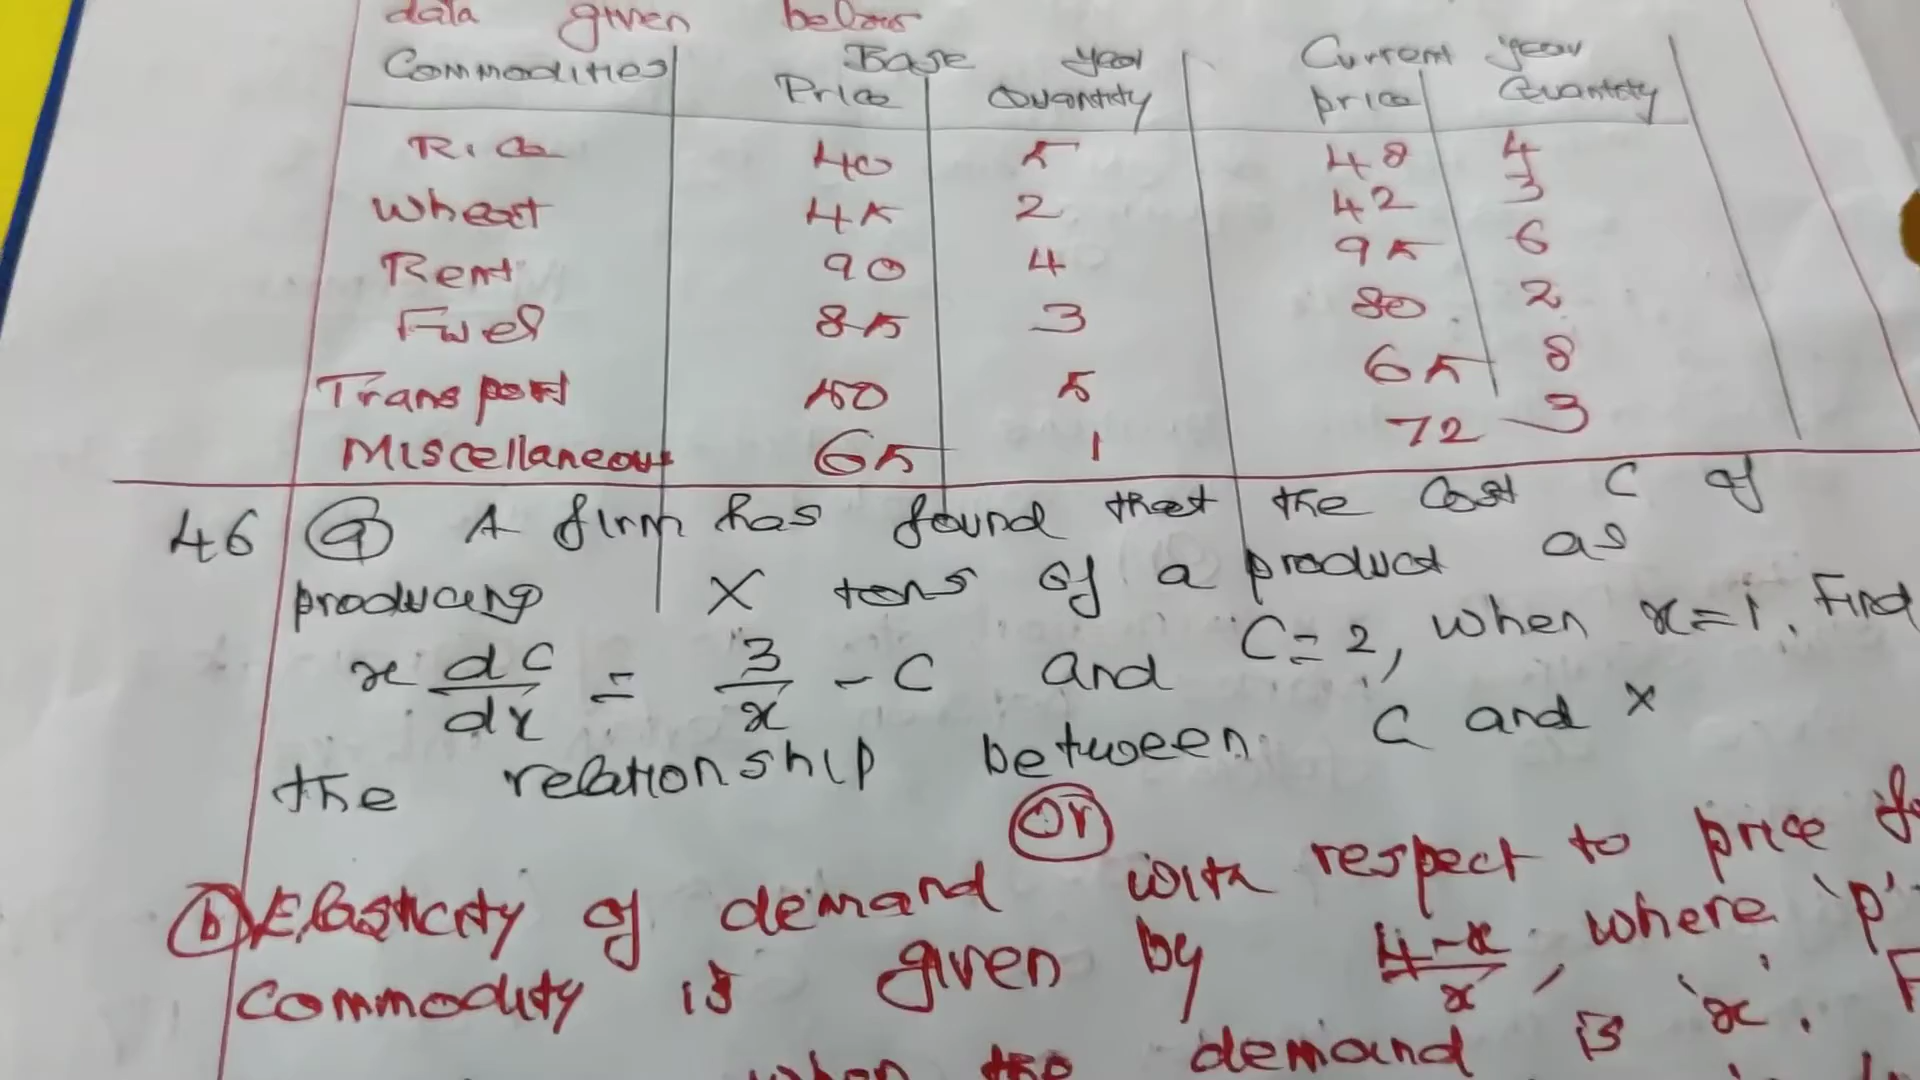 data given below
Commodities Base year Current year
Price Quantity price Quantity
Rice 40 5 48 4
Wheat 45 2 42 3
Rent 90 4 95 6
Fuel 85 3 80 2
Transport 50 5 65 8
Miscellaneous 65 1 72 3
46 (a) A firm has found that the Cost C of
producing X tons of a product as
x dC/dx = 3/x - C and C = 2, when x = 1. Find
the relationship between C and X
Or
(b) Elasticity of demand with respect to price
commodity is given by 4-x/x, where 'p'
when the demand is 'x'.